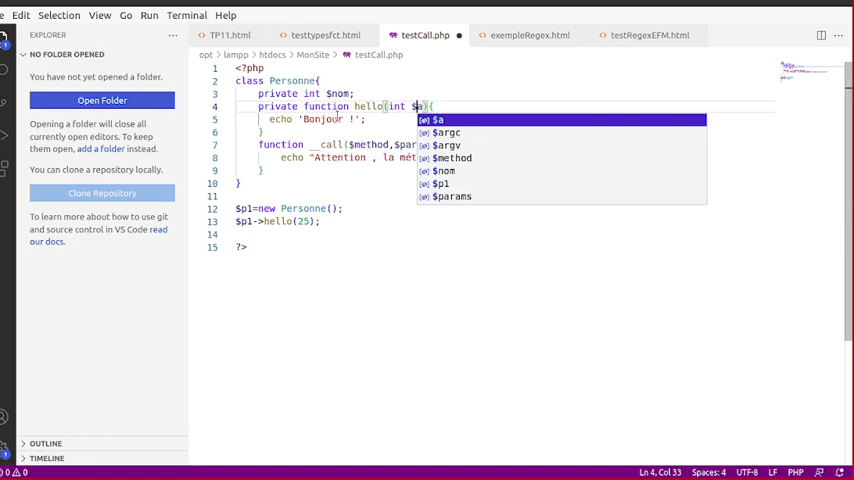 Edit Selection View Go Run Terminal Help
EXPLORER ···
TP11.html testtypesfct.html testCall.php exempleRegex.html testRegexEFM.html ···
NO FOLDER OPENED
opt > lampp > htdocs > MonSite > testCall.php
You have not yet opened a folder.
Open Folder
Opening a folder will close all
currently open editors. To keep
them open, add a folder instead.
You can clone a repository locally.
Clone Repository
To learn more about how to use git
and source control in VS Code read
our docs.
OUTLINE
TIMELINE
1 <?php
2 class Personne{
3 private int $nom;
4 private function hello(int $a){
5 echo 'Bonjour !';
6 }
7 function __call($method,$par
8 echo "Attention , la mét
9 }
10 }
11
12 $p1=new Personne();
13 $p1->hello(25);
14
15 ?>
$a
$argc
$argv
$method
$nom
$p1
$params
0 0 Ln 4, Col 33 Spaces: 4 UTF-8 LF PHP